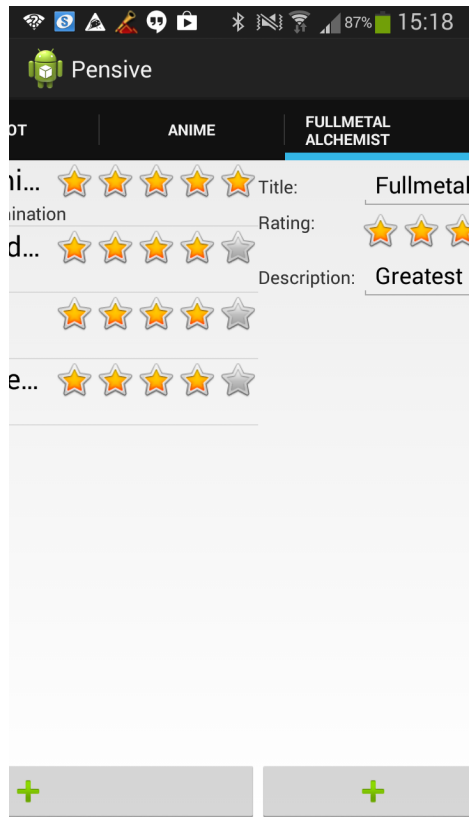 87% 15:18
Pensive
OT ANIME FULLMETAL
ALCHEMIST
ni... Title: Fullmetal
ination
Rating:
d...
Description: Greatest
e...